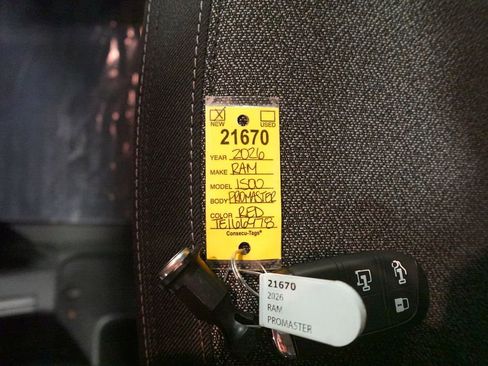 NEW USED
21670
YEAR 2026
MAKE RAM
MODEL 1500
BODY PROMASTER
COLOR RED
TE166478
Consecu-Tags®
21670
2026
RAM
PROMASTER